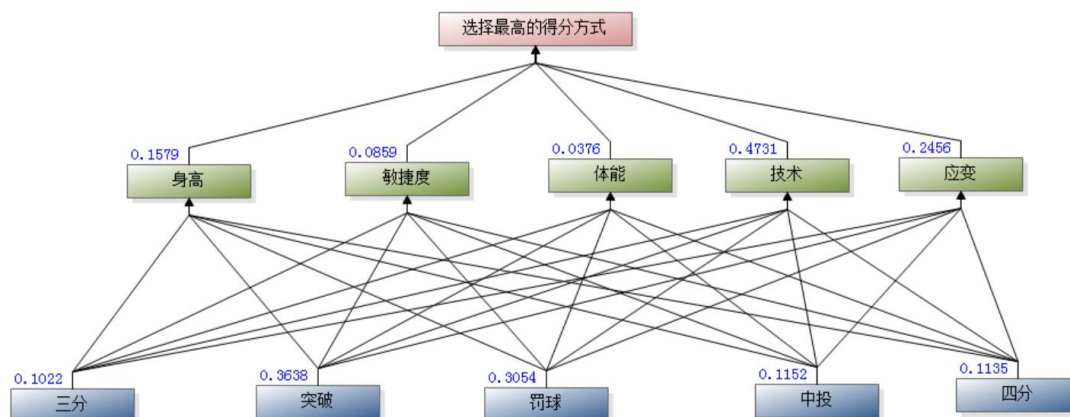 选择最高的得分方式
0.1579
0.0859
0.0376
0.4731
0.2456
身高
敏捷度
体能
技术
应变
0.1022
0.3638
0.3054
0.1152
0.1135
三分
突破
罚球
中投
四分